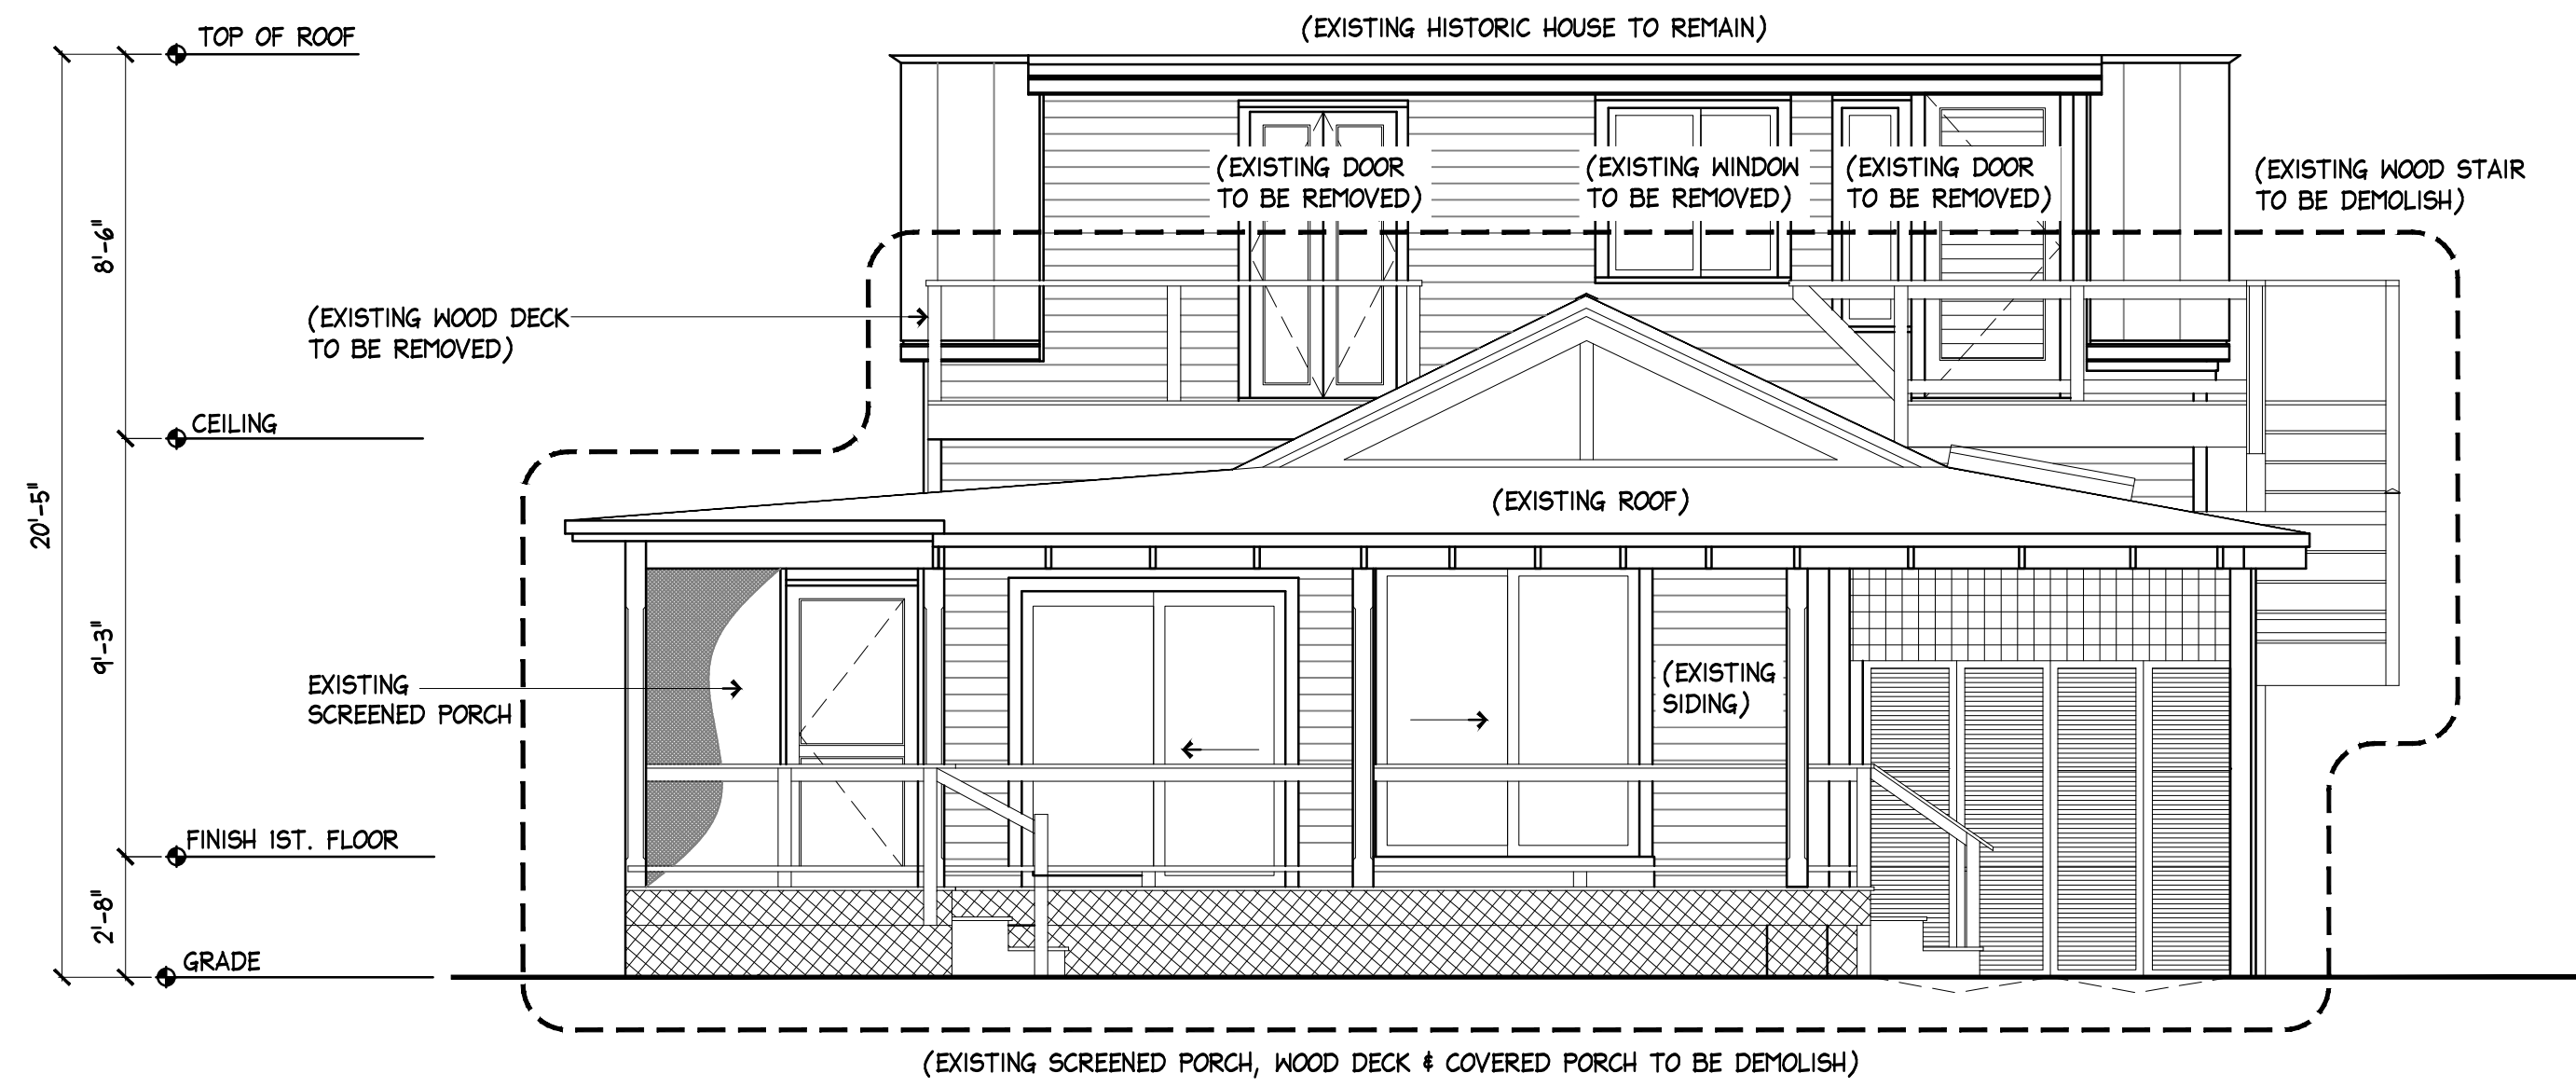 (EXISTING HISTORIC HOUSE TO REMAIN)
TOP OF ROOF
(EXISTING DOOR
TO BE REMOVED)
(EXISTING WINDOW
TO BE REMOVED)
(EXISTING DOOR
TO BE REMOVED)
(EXISTING WOOD STAIR
TO BE DEMOLISH)
8'-6"
(EXISTING WOOD DECK
TO BE REMOVED)
CEILING
20'-5"
(EXISTING ROOF)
9'-3"
EXISTING
SCREENED PORCH
(EXISTING
SIDING)
FINISH 1ST. FLOOR
2'-8"
GRADE
(EXISTING SCREENED PORCH, WOOD DECK & COVERED PORCH TO BE DEMOLISH)